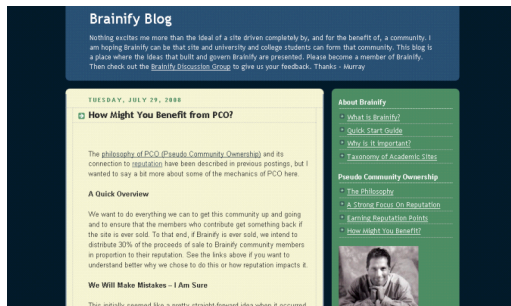 Brainify Blog
Nothing excites me more than the ideal of a site driven completely by, and for the benefit of, a community. I
am hoping Brainify can be that site and university and college students can form that community. This blog is
a place where the ideas that built and govern Brainify are presented. Please become a member of Brainify.
Then check out the Brainify Discussion Group to give us your feedback. Thanks - Murray
TUESDAY, JULY 29, 2008
How Might You Benefit from PCO?
The philosophy of PCO (Pseudo Community Ownership) and its
connection to reputation have been described in previous postings, but I
wanted to say a bit more about some of the mechanics of PCO here.
A Quick Overview
We want to do everything we can to get this community up and going
and to ensure that the members who contribute get something back if
the site is ever sold. To that end, if Brainify is ever sold, we intend to
distribute 30% of the proceeds of sale to Brainify community members
in proportion to their reputation. See the links above if you want to
understand better why we chose to do this or how reputation impacts it.
We Will Make Mistakes – I Am Sure
This initially seemed like a pretty straight-forward idea when it occurred
About Brainify
What is Brainify?
Quick Start Guide
Why is it Important?
Taxonomy of Academic Sites
Pseudo Community Ownership
The Philosophy
A Strong Focus On Reputation
Earning Reputation Points
How Might You Benefit?